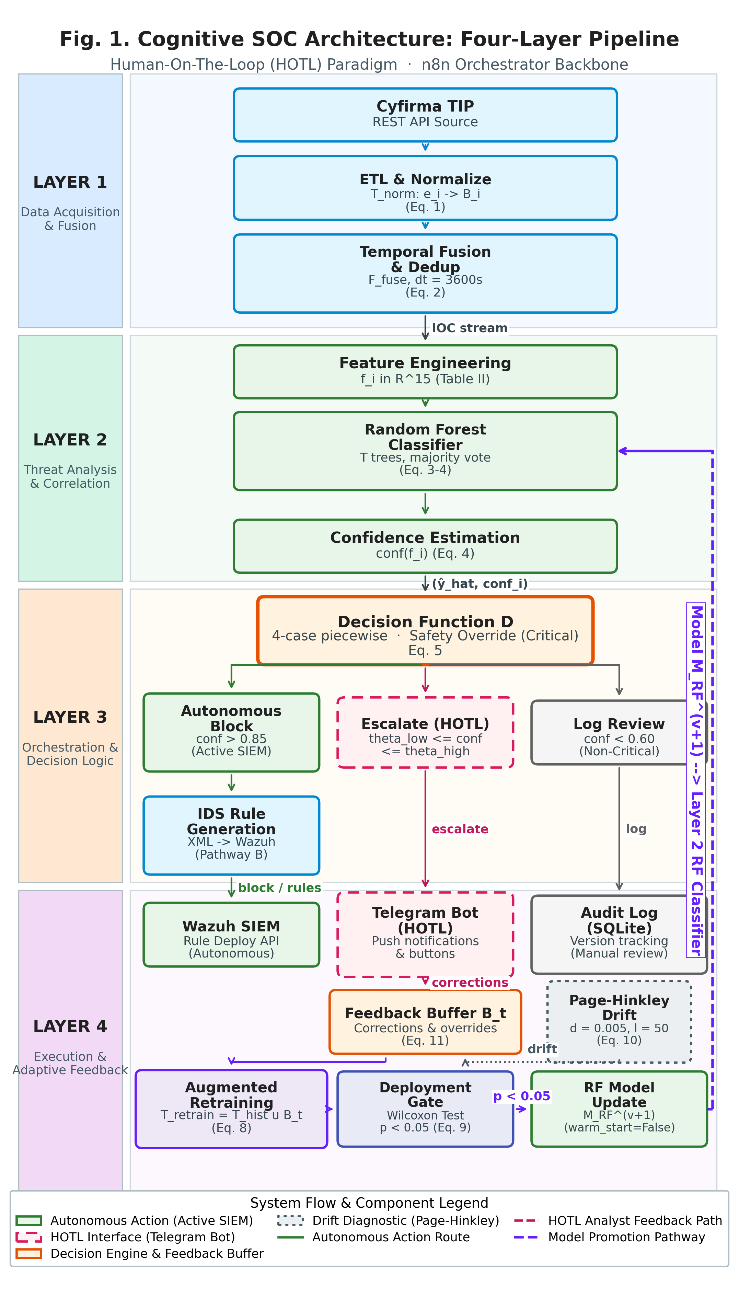 Fig. 1. Cognitive SOC Architecture: Four-Layer Pipeline
Human-On-The-Loop (HOTL) Paradigm · n8n Orchestrator Backbone
LAYER 1
Data Acquisition
& Fusion
Cyfirma TIP
REST API Source
ETL & Normalize
T_norm: e_i -> B_i
(Eq. 1)
Temporal Fusion
& Dedup
F_fuse, dt = 3600s
(Eq. 2)
IOC stream
LAYER 2
Threat Analysis
& Correlation
Feature Engineering
f_i in R^15 (Table II)
Random Forest
Classifier
T trees, majority vote
(Eq. 3-4)
Confidence Estimation
conf(f_i) (Eq. 4)
(ŷ_hat, conf_i)
LAYER 3
Orchestration &
Decision Logic
Decision Function D
4-case piecewise · Safety Override (Critical)
Eq. 5
Autonomous
Block
conf > 0.85
(Active SIEM)
Escalate (HOTL)
theta_low <= conf
<= theta_high
Log Review
conf < 0.60
(Non-Critical)
IDS Rule
Generation
XML -> Wazuh
(Pathway B)
escalate
log
block / rules
Model M_RF^(v+1) --> Layer 2 RF Classifier
LAYER 4
Execution &
Adaptive Feedback
Wazuh SIEM
Rule Deploy API
(Autonomous)
Telegram Bot
(HOTL)
Push notifications
& buttons
Audit Log
(SQLite)
Version tracking
(Manual review)
corrections
Feedback Buffer B_t
Corrections & overrides
(Eq. 11)
Page-Hinkley
Drift
d = 0.005, l = 50
(Eq. 10)
drift
Augmented
Retraining
T_retrain = T_hist u B_t
(Eq. 8)
Deployment
Gate
Wilcoxon Test
p < 0.05 (Eq. 9)
p < 0.05
RF Model
Update
M_RF^(v+1)
(warm_start=False)
System Flow & Component Legend
Autonomous Action (Active SIEM)
HOTL Interface (Telegram Bot)
Decision Engine & Feedback Buffer
Drift Diagnostic (Page-Hinkley)
Autonomous Action Route
HOTL Analyst Feedback Path
Model Promotion Pathway